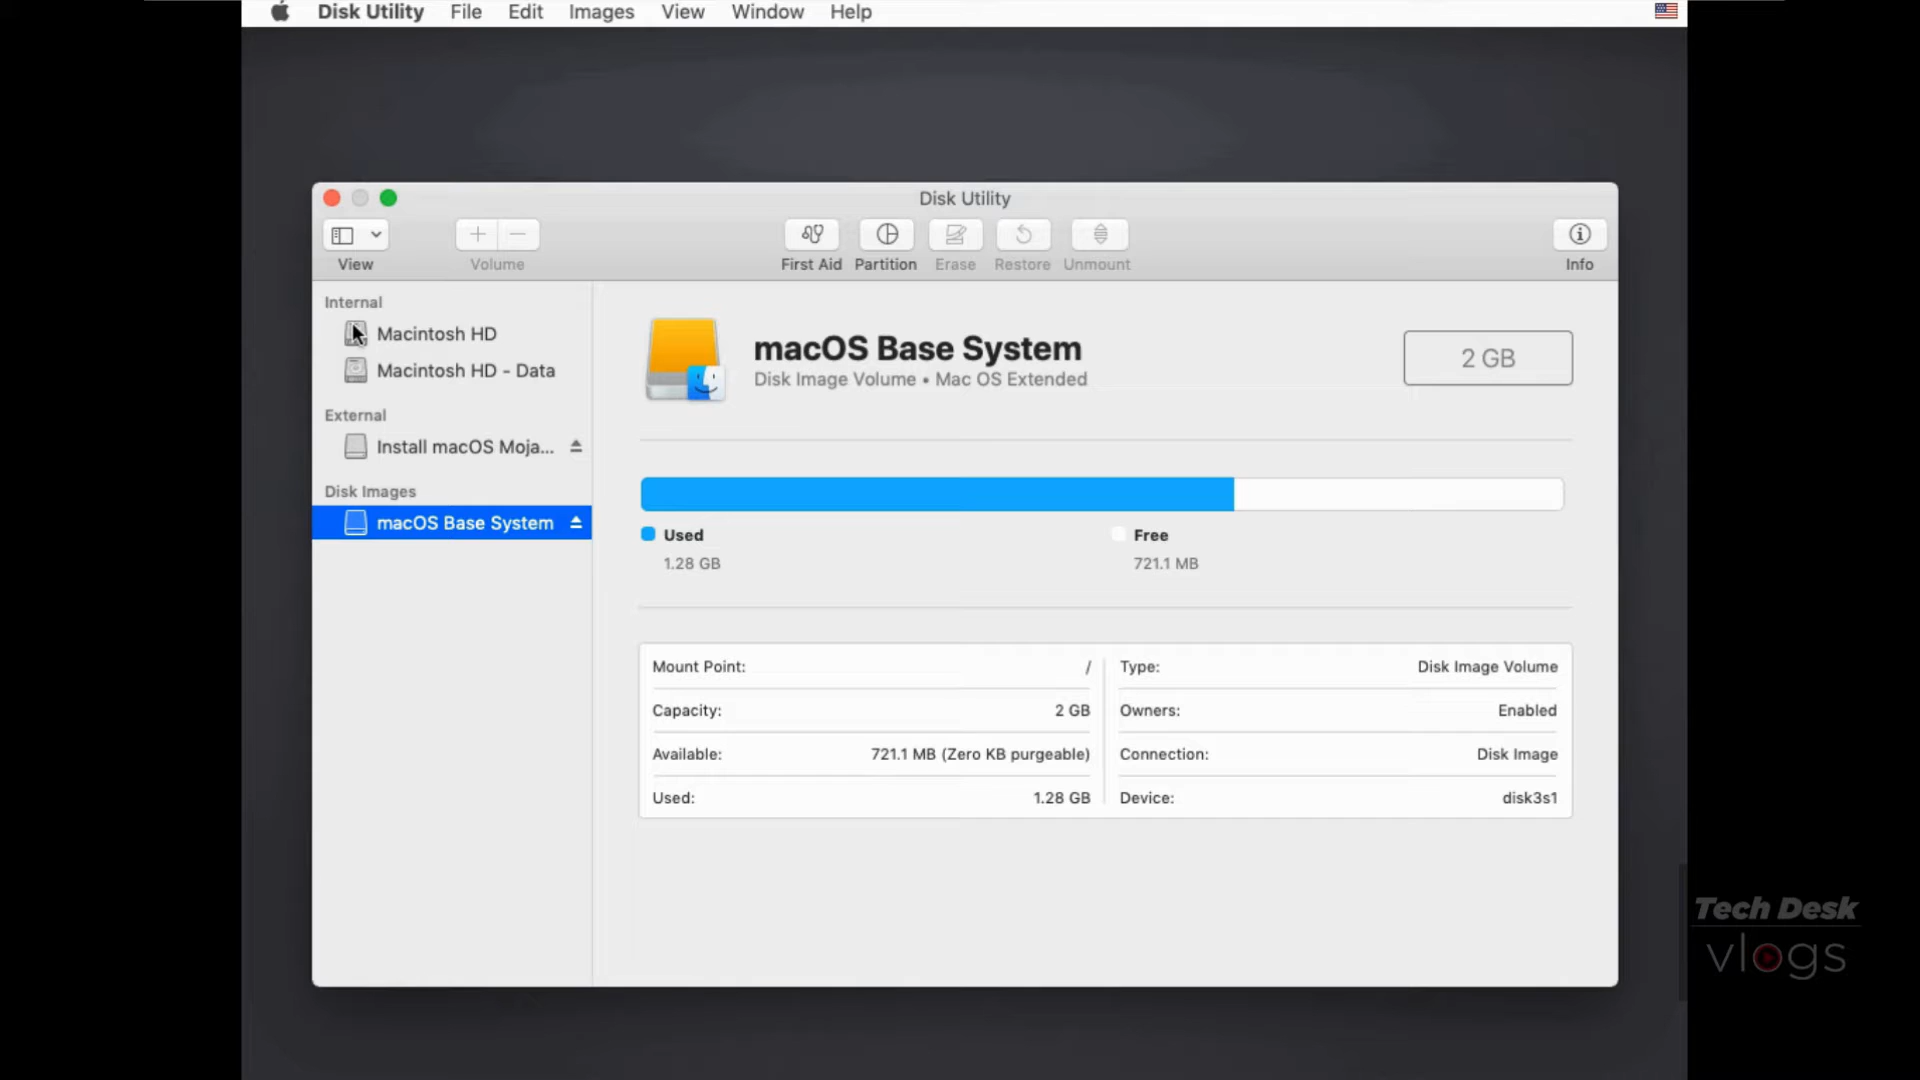 Disk Utility File Edit Images View Window Help
Disk Utility
View Volume First Aid Partition Erase Restore Unmount Info
Internal
Macintosh HD
Macintosh HD - Data
External
Install macOS Moja...
Disk Images
macOS Base System
macOS Base System
Disk Image Volume • Mac OS Extended
2 GB
Used
1.28 GB
Free
721.1 MB
Mount Point: /
Capacity: 2 GB
Available: 721.1 MB (Zero KB purgeable)
Used: 1.28 GB
Type: Disk Image Volume
Owners: Enabled
Connection: Disk Image
Device: disk3s1
Tech Desk
vlogs